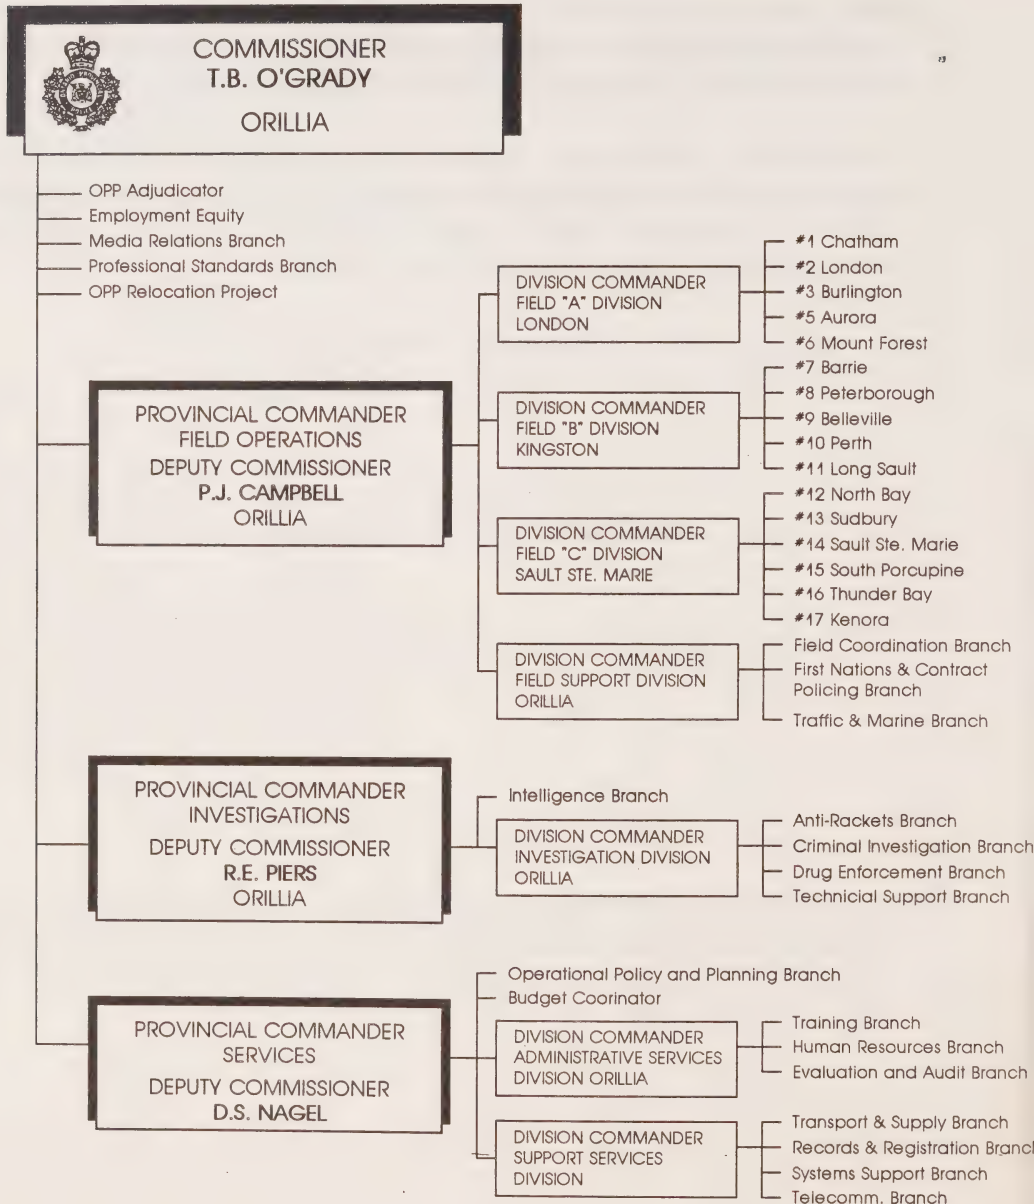 COMMISSIONER
T.B. O'GRADY
ORILLIA
OPP Adjudicator
Employment Equity
Media Relations Branch
Professional Standards Branch
OPP Relocation Project
PROVINCIAL COMMANDER
FIELD OPERATIONS
DEPUTY COMMISSIONER
P.J. CAMPBELL
ORILLIA
DIVISION COMMANDER
FIELD "A" DIVISION
LONDON
#1 Chatham
#2 London
#3 Burlington
#5 Aurora
#6 Mount Forest
DIVISION COMMANDER
FIELD "B" DIVISION
KINGSTON
#7 Barrie
#8 Peterborough
#9 Belleville
#10 Perth
#11 Long Sault
DIVISION COMMANDER
FIELD "C" DIVISION
SAULT STE. MARIE
#12 North Bay
#13 Sudbury
#14 Sault Ste. Marie
#15 South Porcupine
#16 Thunder Bay
#17 Kenora
DIVISION COMMANDER
FIELD SUPPORT DIVISION
ORILLIA
Field Coordination Branch
First Nations & Contract
Policing Branch
Traffic & Marine Branch
PROVINCIAL COMMANDER
INVESTIGATIONS
DEPUTY COMMISSIONER
R.E. PIERS
ORILLIA
Intelligence Branch
DIVISION COMMANDER
INVESTIGATION DIVISION
ORILLIA
Anti-Rackets Branch
Criminal Investigation Branch
Drug Enforcement Branch
Technicial Support Branch
PROVINCIAL COMMANDER
SERVICES
DEPUTY COMMISSIONER
D.S. NAGEL
Operational Policy and Planning Branch
Budget Coorinator
DIVISION COMMANDER
ADMINISTRATIVE SERVICES
DIVISION ORILLIA
Training Branch
Human Resources Branch
Evaluation and Audit Branch
DIVISION COMMANDER
SUPPORT SERVICES
DIVISION
Transport & Supply Branch
Records & Registration Branch
Systems Support Branch
Telecomm. Branch